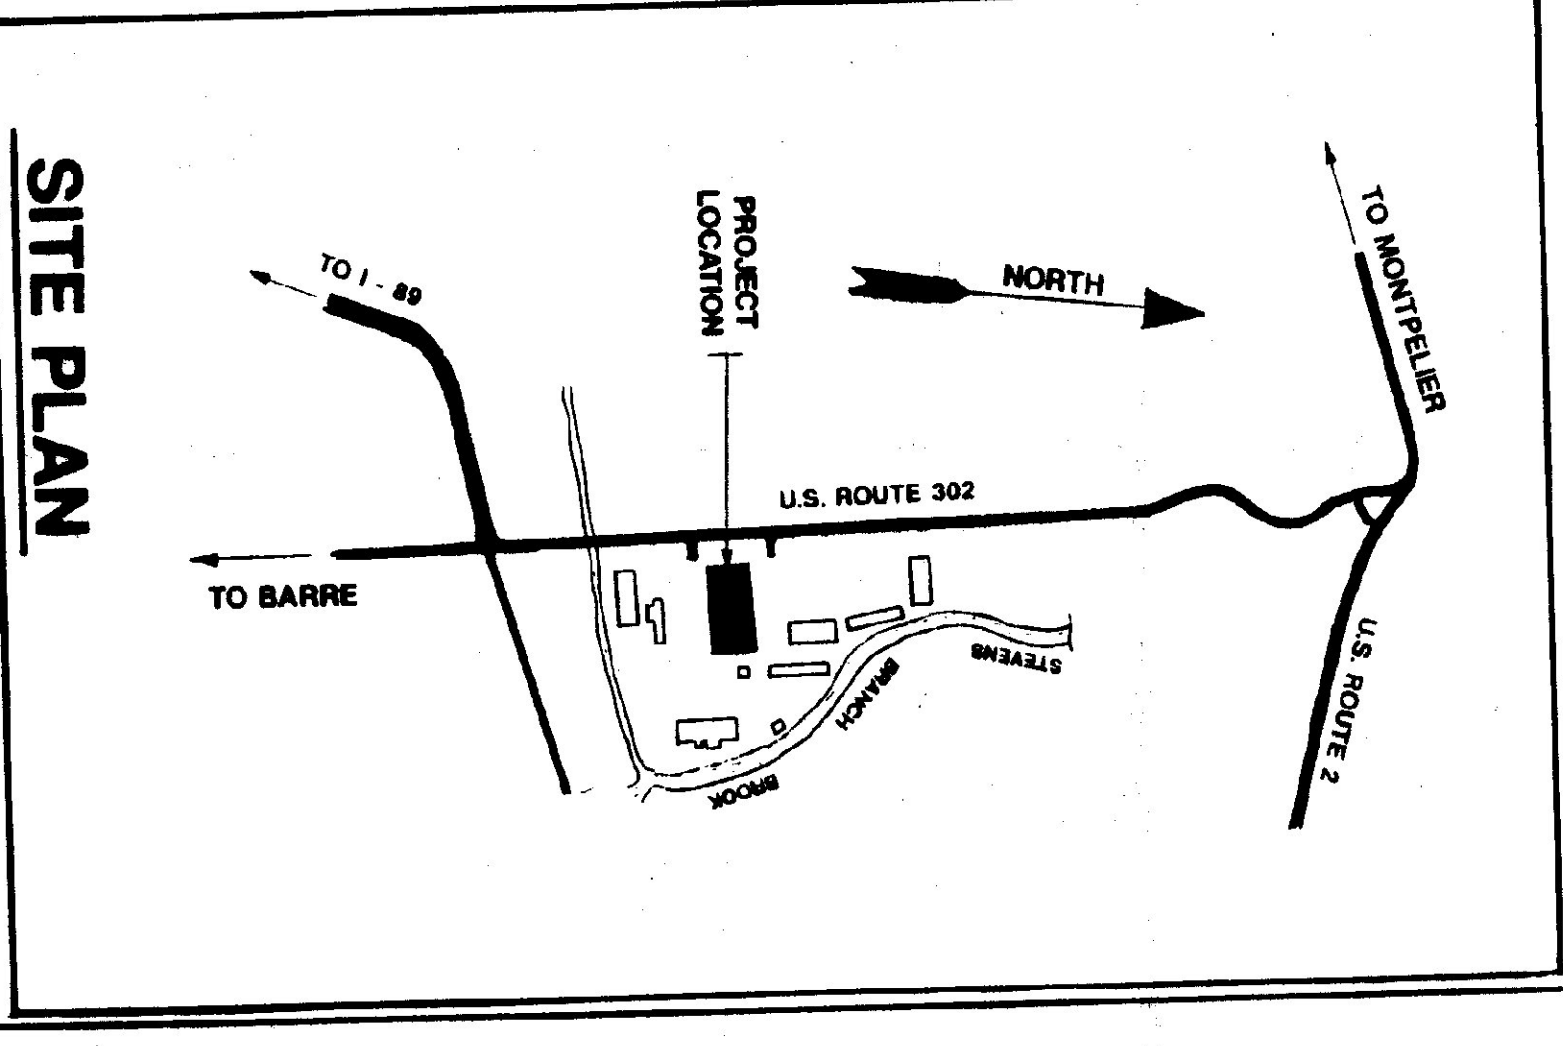 SITE PLAN
TO I - 89
PROJECT
LOCATION
NORTH
TO MONTPELIER
U.S. ROUTE 302
TO BARRE
U.S. ROUTE 2
STEVENS
BRANCH
BROOK